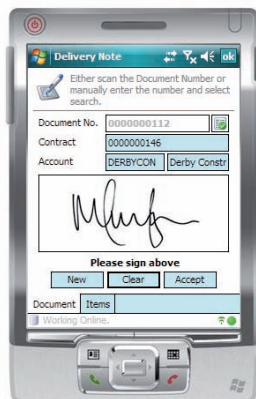 Delivery Note ok
Either scan the Document Number or
manually enter the number and select
search.
Document No. 0000000112
Contract 0000000146
Account DERBYCON Derby Constr
Please sign above
New Clear Accept
Document Items
Working Online.